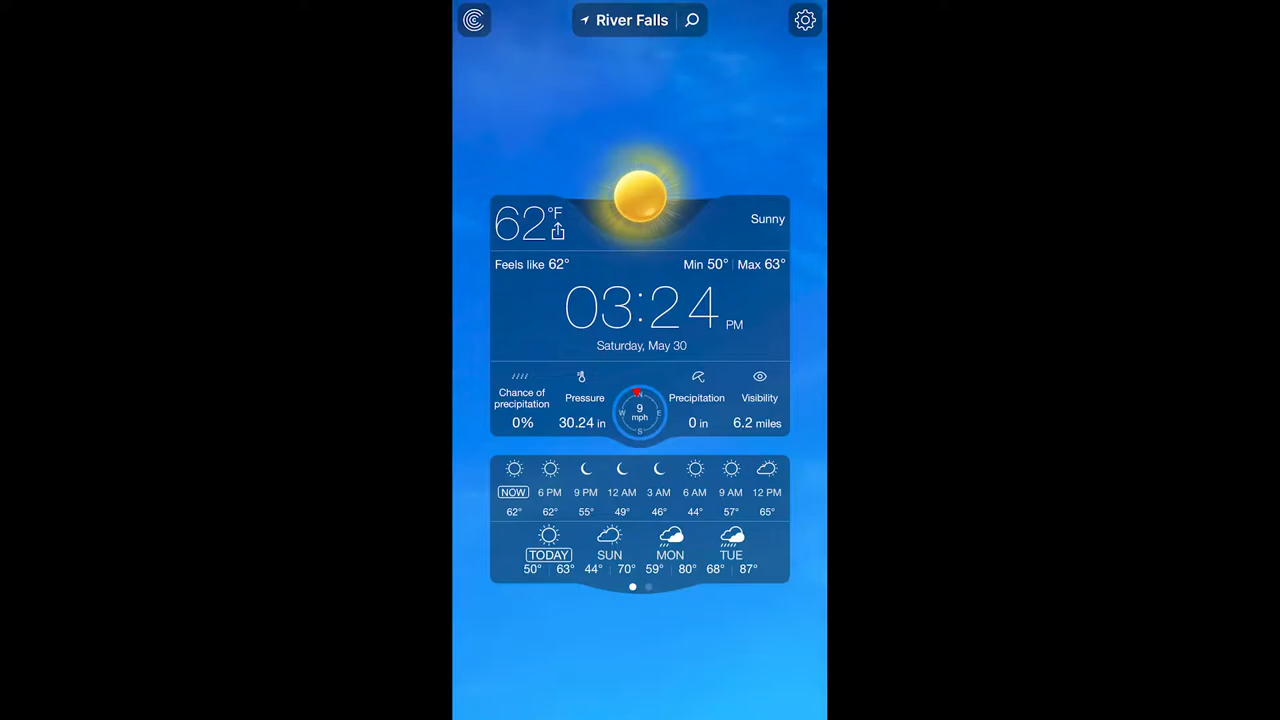 River Falls
62°F
Sunny
Feels like 62°
Min 50° | Max 63°
03:24 PM
Saturday, May 30
Chance of
precipitation
0%
Pressure
30.24 in
N
W
E
S
9
mph
Precipitation
0 in
Visibility
6.2 miles
NOW 6 PM 9 PM 12 AM 3 AM 6 AM 9 AM 12 PM
62° 62° 55° 49° 46° 44° 57° 65°
TODAY SUN MON TUE
50° | 63° 44° | 70° 59° | 80° 68° | 87°